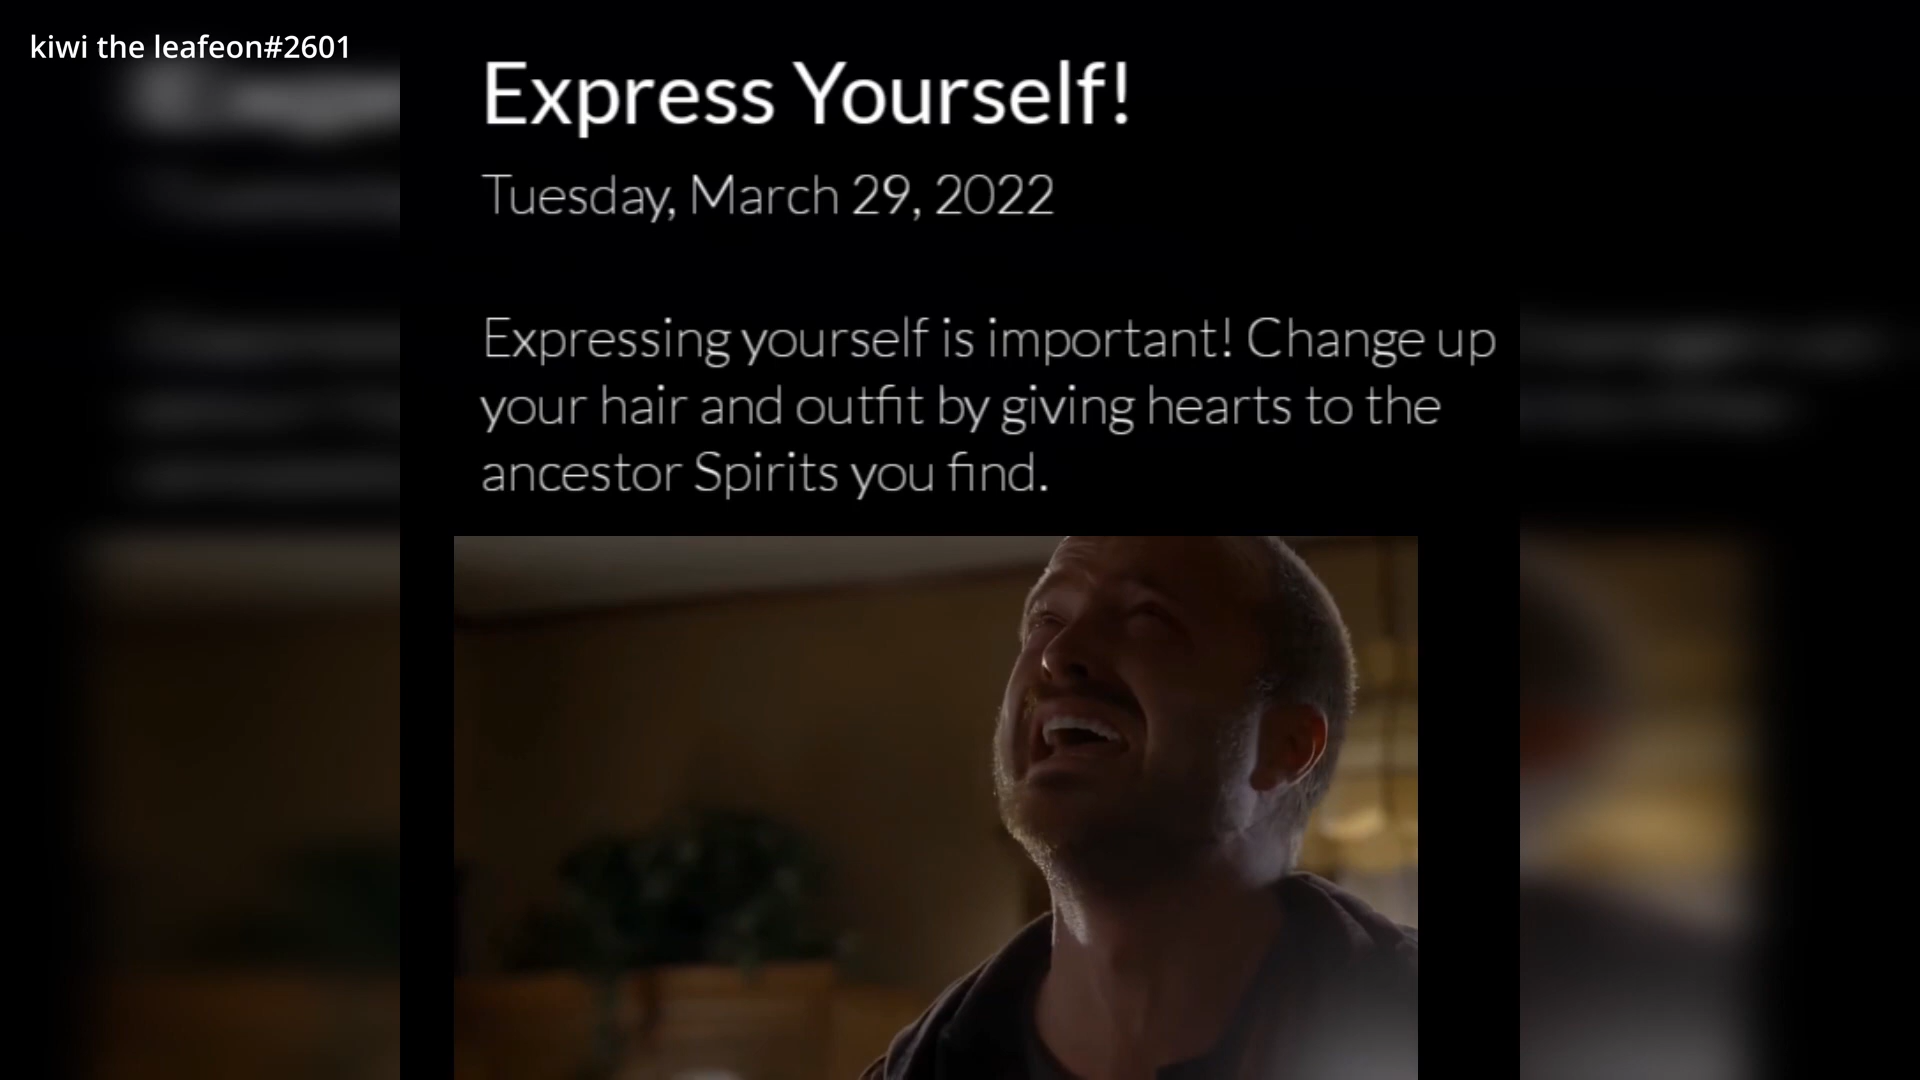 kiwi the leafeon#2601
Express Yourself!
Tuesday, March 29, 2022
Expressing yourself is important! Change up
your hair and outfit by giving hearts to the
ancestor Spirits you find.